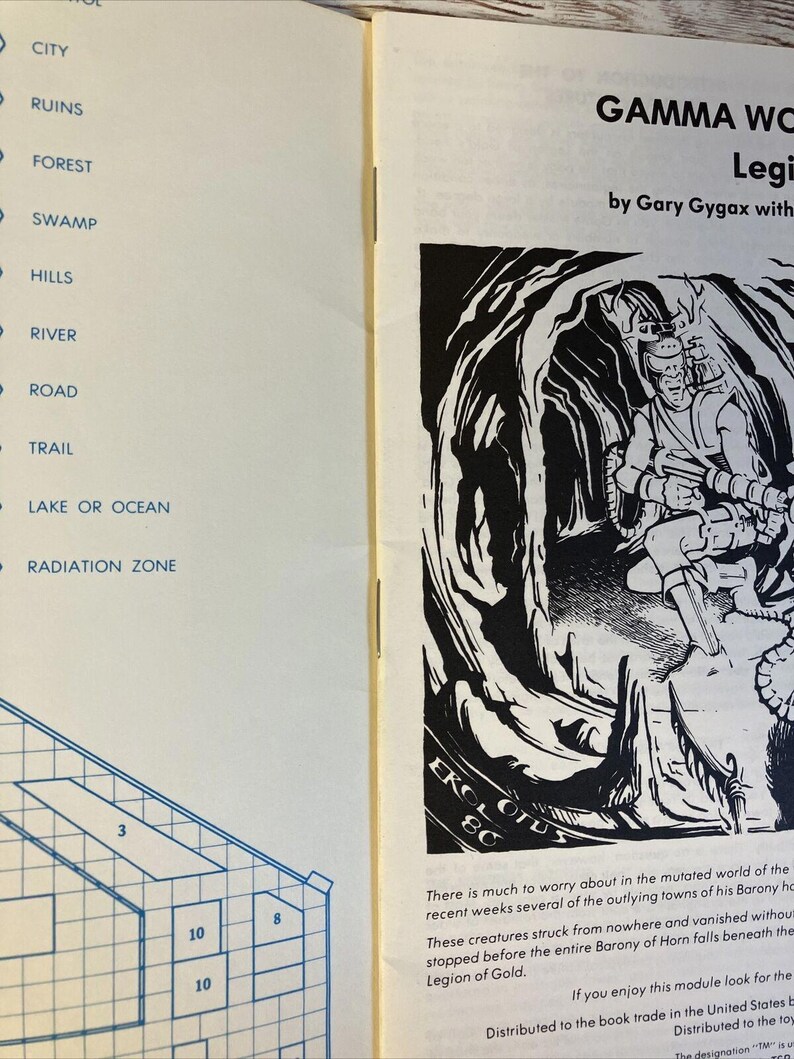 CITY
RUINS
FOREST
SWAMP
HILLS
RIVER
ROAD
TRAIL
LAKE OR OCEAN
RADIATION ZONE
3
8
10
10
GAMMA WO
Legi
by Gary Gygax with
EROL OTUS
80
There is much to worry about in the mutated world of the
recent weeks several of the outlying towns of his Barony ha
These creatures struck from nowhere and vanished without
stopped before the entire Barony of Horn falls beneath the
Legion of Gold.
If you enjoy this module look for the
Distributed to the book trade in the United States b
Distributed to the toy
The designation "TM" is u